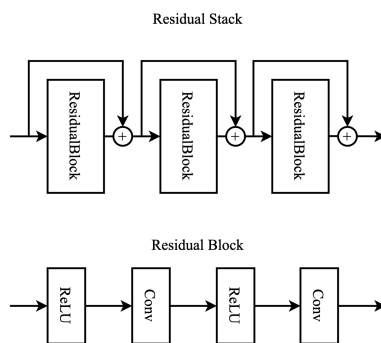 Residual Stack
ResidualBlock
+
ResidualBlock
+
ResidualBlock
+
Residual Block
ReLU
Conv
ReLU
Conv